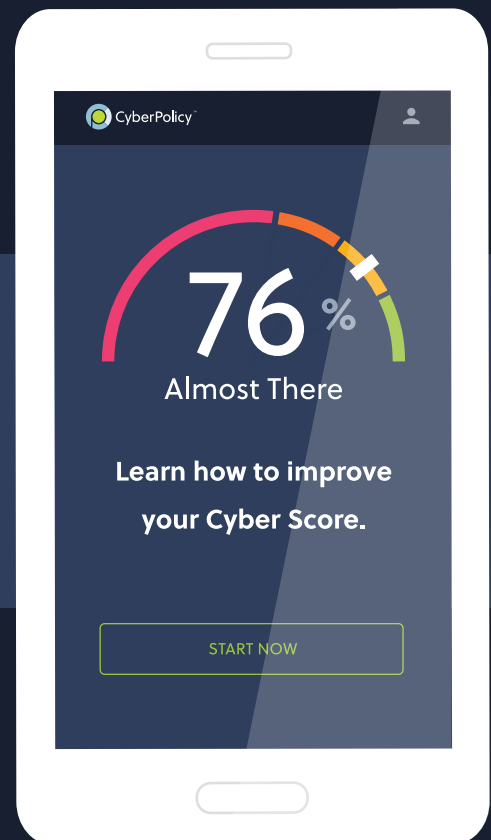 CyberPolicy™
76%
Almost There
Learn how to improve
your Cyber Score.
START NOW